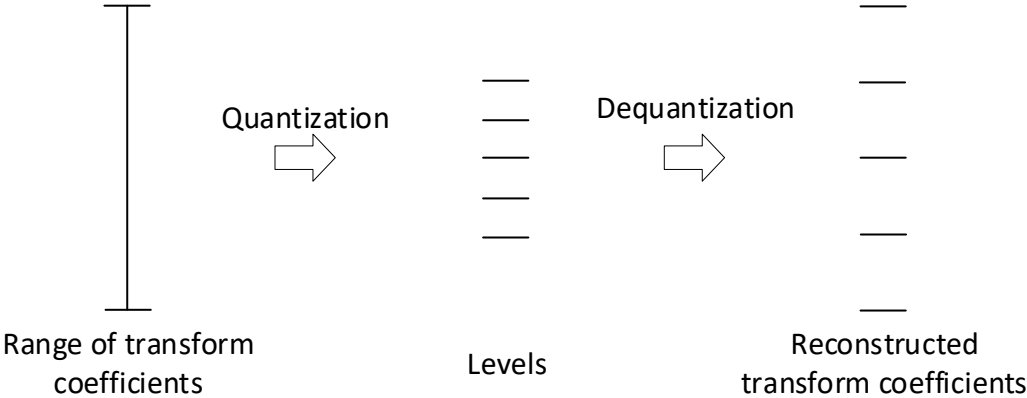 Quantization
Dequantization
Range of transform
coefficients
Levels
Reconstructed
transform coefficients